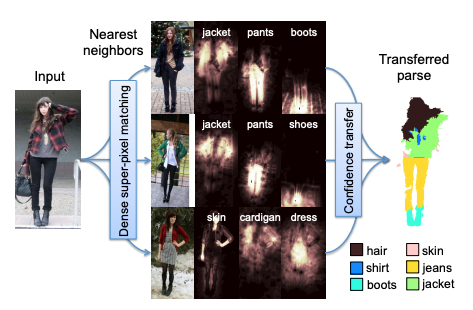 Nearest
neighbors
Input
Dense super-pixel matching
jacket pants boots
jacket pants shoes
skin cardigan dress
Confidence transfer
Transferred
parse
hair skin
shirt jeans
boots jacket